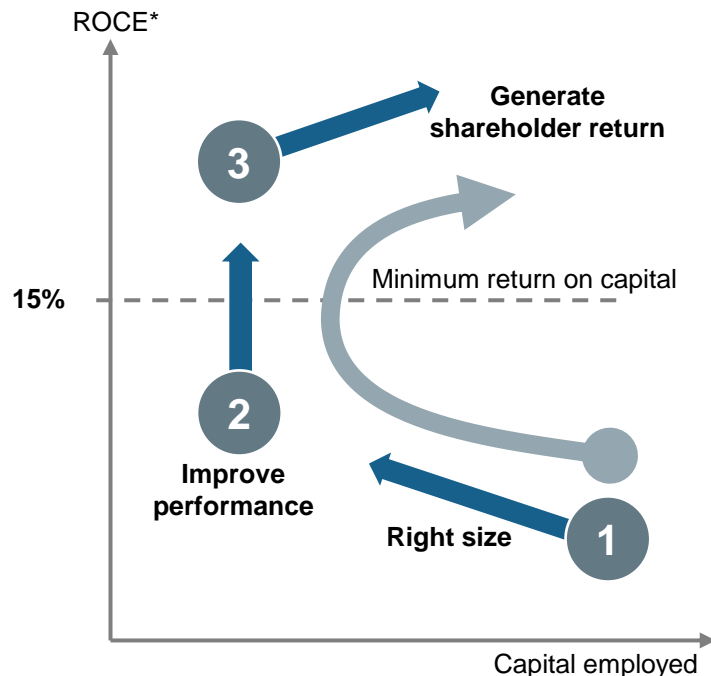 ROCE*
Generate
shareholder return
3
Minimum return on capital
15%
2
Improve
performance
Right size
1
Capital employed